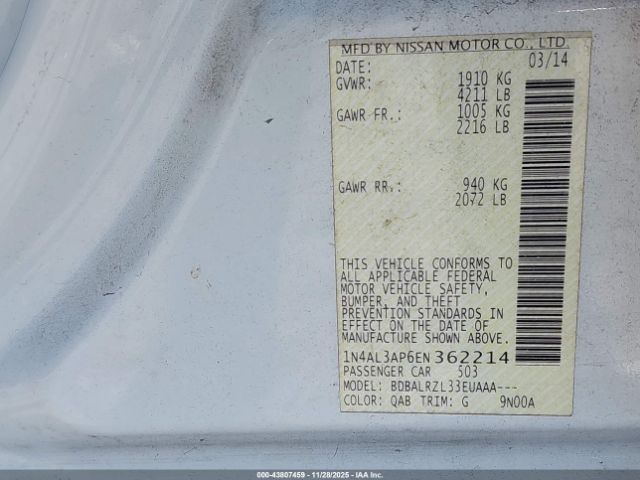 MFD BY NISSAN MOTOR CO., LTD.
DATE: 03/14
GVWR: 1910 KG
4211 LB
GAWR FR.: 1005 KG
2216 LB
GAWR RR.: 940 KG
2072 LB
THIS VEHICLE CONFORMS TO
ALL APPLICABLE FEDERAL
MOTOR VEHICLE SAFETY,
BUMPER, AND THEFT
PREVENTION STANDARDS IN
EFFECT ON THE DATE OF
MANUFACTURE SHOWN ABOVE.
1N4AL3AP6EN362214
PASSENGER CAR 503
MODEL: BDBALRZL33EUAAA---
COLOR: QAB TRIM: G 9N00A
000-43807459 | 11/28/2025 | IAA Inc.